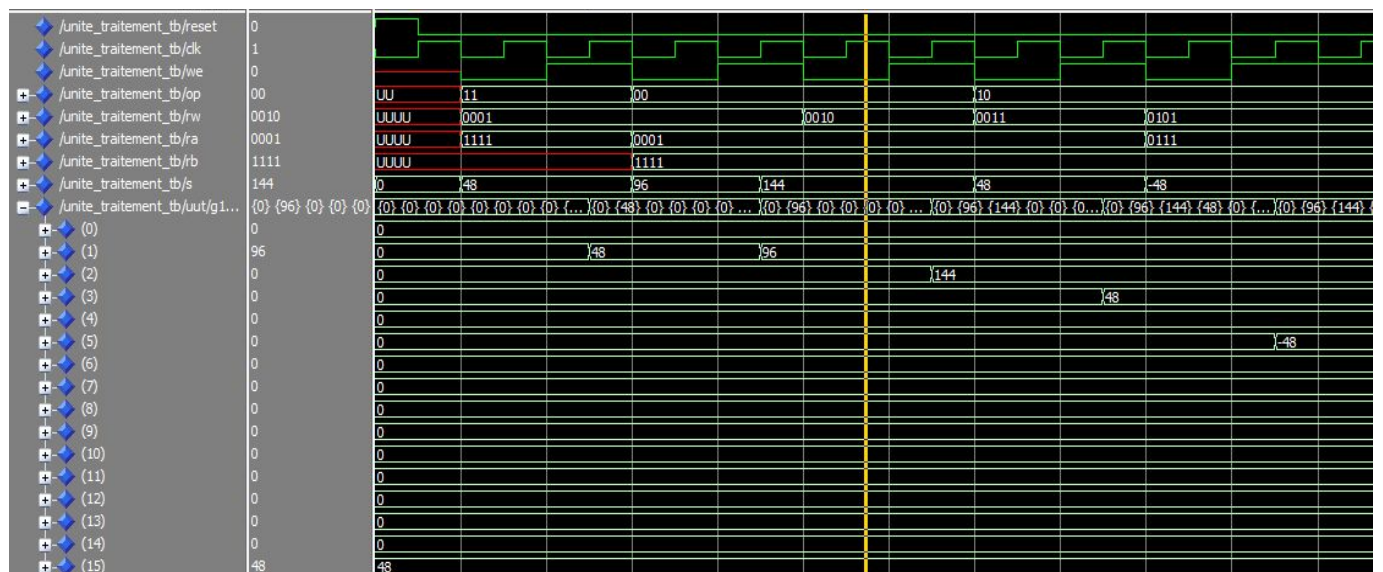 /unite_traitement_tb/reset 0
/unite_traitement_tb/clk 1
/unite_traitement_tb/we 0
/unite_traitement_tb/op 00 UU 11 00 10
/unite_traitement_tb/rw 0010 UUUU 0001 0010 0011 0101
/unite_traitement_tb/ra 0001 UUUU 1111 0001 0111
/unite_traitement_tb/rb 1111 UUUU 1111
/unite_traitement_tb/s 144 0 48 96 144 48 -48
/unite_traitement_tb/uut/g1... {0} {96} {0} {0} {0} {0} {0} {0} {0} {0} {0} {0} {0} {... {0} {48} {0} {0} {0} {0} ... {0} {96} {0} {0} {0} {0} ... {0} {96} {144} {0} {0... {0} {96} {144} {48} {0} {... {0} {96} {144} {
(0) 0 0
(1) 96 0 48 96
(2) 0 0 144
(3) 0 0 48
(4) 0 0
(5) 0 0 -48
(6) 0 0
(7) 0 0
(8) 0 0
(9) 0 0
(10) 0 0
(11) 0 0
(12) 0 0
(13) 0 0
(14) 0 0
(15) 48 48